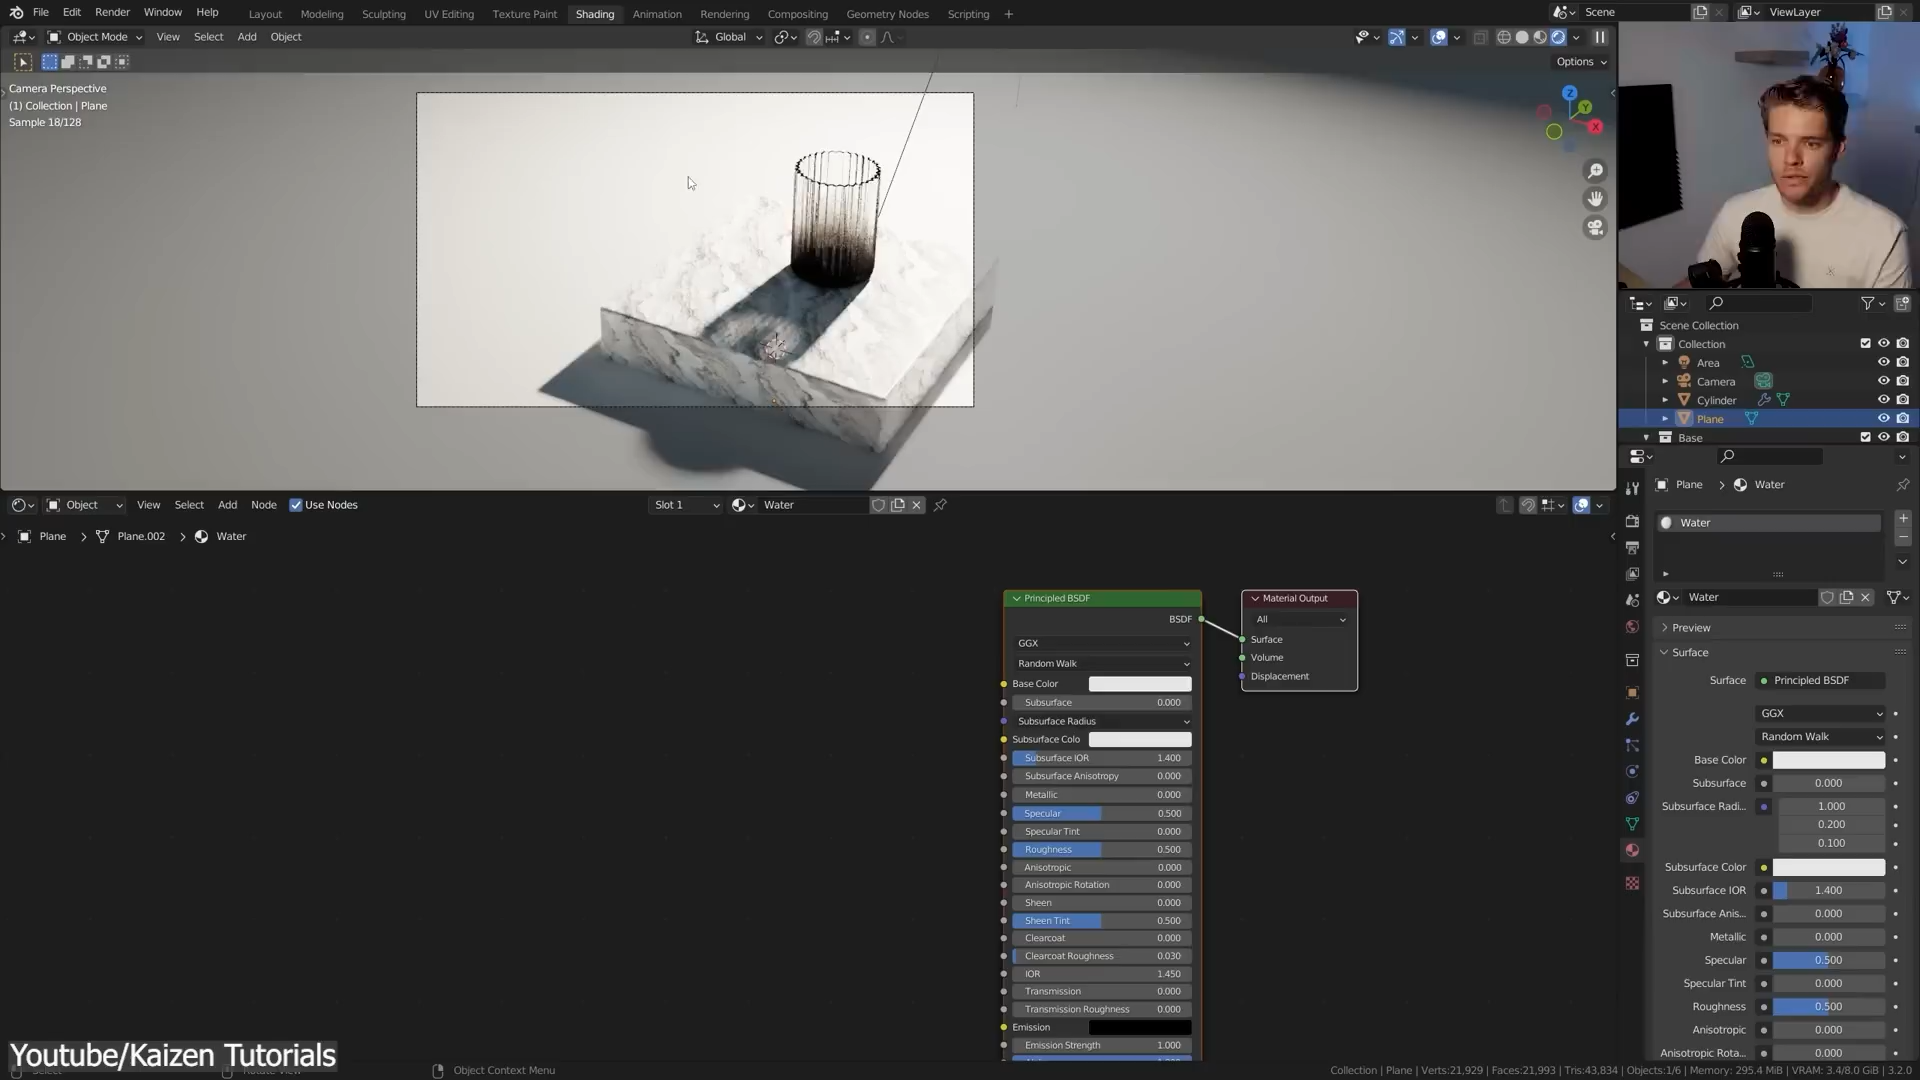 File Edit Render Window Help Layout Modeling Sculpting UV Editing Texture Paint Shading Animation Rendering Compositing Geometry Nodes Scripting + Scene ViewLayer
Object Mode View Select Add Object Global
Options
Camera Perspective
(1) Collection | Plane
Sample 18/128
Z
Y
X
Scene Collection
Collection
Area
Camera
Cylinder
Plane
Base
Object View Select Add Node Use Nodes Slot 1 Water
Plane > Plane.002 > Water
Principled BSDF
BSDF
GGX
Random Walk
Base Color
Subsurface 0.000
Subsurface Radius
Subsurface Colo
Subsurface IOR 1.400
Subsurface Anisotropy 0.000
Metallic 0.000
Specular 0.500
Specular Tint 0.000
Roughness 0.500
Anisotropic 0.000
Anisotropic Rotation 0.000
Sheen 0.000
Sheen Tint 0.500
Clearcoat 0.000
Clearcoat Roughness 0.030
IOR 1.450
Transmission 0.000
Transmission Roughness 0.000
Emission
Emission Strength 1.000
Material Output
All
Surface
Volume
Displacement
Plane > Water
Water
Water
Preview
Surface
Surface Principled BSDF
GGX
Random Walk
Base Color
Subsurface 0.000
Subsurface Radi... 1.000
0.200
0.100
Subsurface Color
Subsurface IOR 1.400
Subsurface Anis... 0.000
Metallic 0.000
Specular 0.500
Specular Tint 0.000
Roughness 0.500
Anisotropic 0.000
Anisotropic Rota... 0.000
Youtube/Kaizen Tutorials
Object Context Menu
Collection | Plane | Verts:21,929 | Faces:21,993 | Tris:43,834 | Objects:1/6 | Memory: 295.4 MiB | VRAM: 3.4/8.0 GiB | 3.2.0